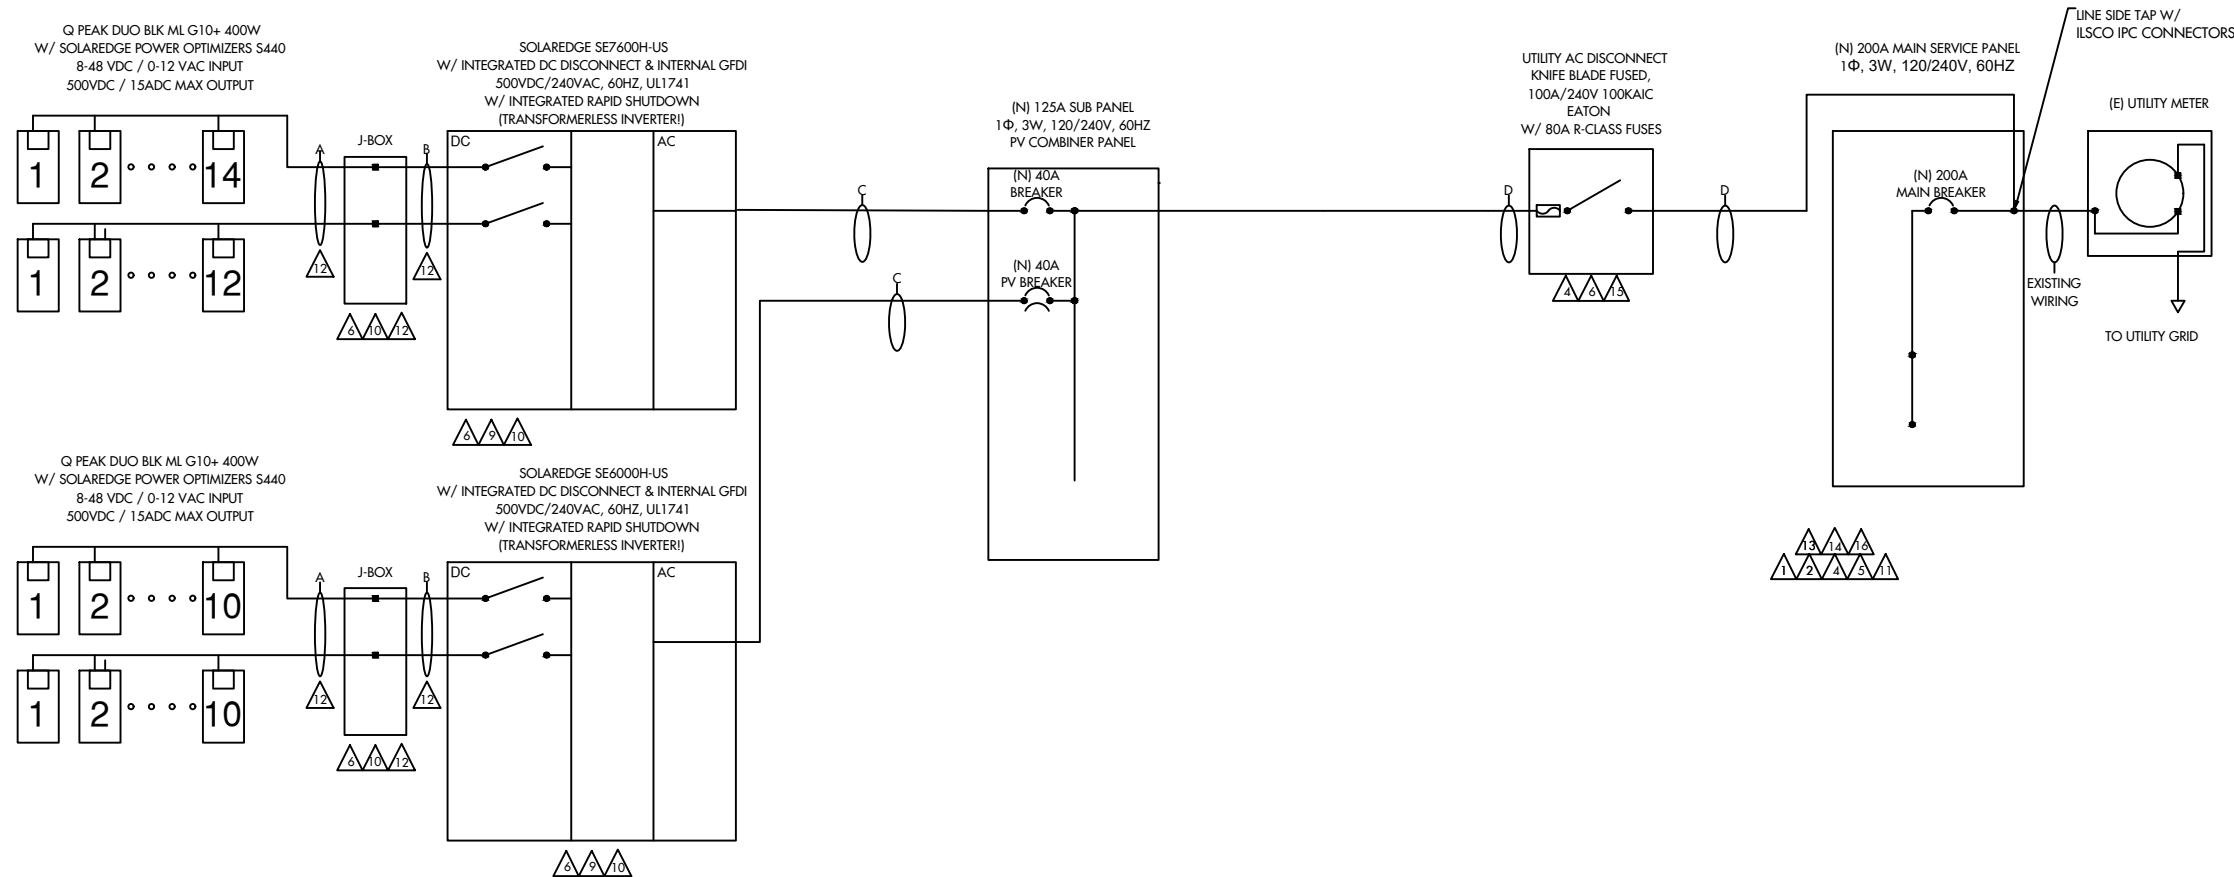 Q PEAK DUO BLK ML G10+ 400W
W/ SOLAREDGE POWER OPTIMIZERS S440
8-48 VDC / 0-12 VAC INPUT
500VDC / 15ADC MAX OUTPUT
1
2
14
1
2
12
A
12
J-BOX
6 10 12
B
12
SOLAREDGE SE7600H-US
W/ INTEGRATED DC DISCONNECT & INTERNAL GFDI
500VDC/240VAC, 60HZ, UL1741
W/ INTEGRATED RAPID SHUTDOWN
(TRANSFORMERLESS INVERTER!)
DC
AC
6 9 10
Q PEAK DUO BLK ML G10+ 400W
W/ SOLAREDGE POWER OPTIMIZERS S440
8-48 VDC / 0-12 VAC INPUT
500VDC / 15ADC MAX OUTPUT
1
2
10
1
2
10
A
12
J-BOX
6 10 12
B
12
SOLAREDGE SE6000H-US
W/ INTEGRATED DC DISCONNECT & INTERNAL GFDI
500VDC/240VAC, 60HZ, UL1741
W/ INTEGRATED RAPID SHUTDOWN
(TRANSFORMERLESS INVERTER!)
DC
AC
6 9 10
C
C
(N) 125A SUB PANEL
1Φ, 3W, 120/240V, 60HZ
PV COMBINER PANEL
(N) 40A
BREAKER
(N) 40A
PV BREAKER
D
UTILITY AC DISCONNECT
KNIFE BLADE FUSED,
100A/240V 100KAIC
EATON
W/ 80A R-CLASS FUSES
4 6 15
D
(N) 200A MAIN SERVICE PANEL
1Φ, 3W, 120/240V, 60HZ
(N) 200A
MAIN BREAKER
13 14 16
1 2 4 5 11
LINE SIDE TAP W/
ILSCO IPC CONNECTORS
(E) UTILITY METER
EXISTING
WIRING
TO UTILITY GRID